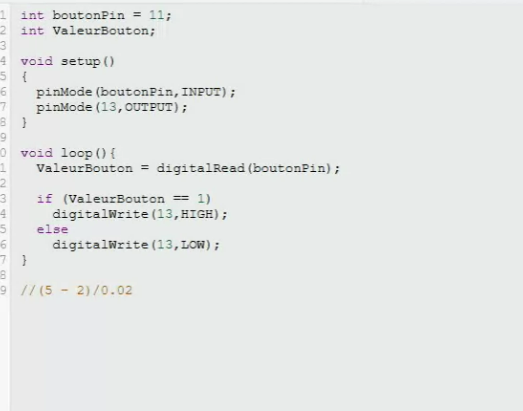 1 int boutonPin = 11;
2 int ValeurBouton;
3
4 void setup()
5 {
6 pinMode(boutonPin,INPUT);
7 pinMode(13,OUTPUT);
8 }
9
0 void loop(){
1 ValeurBouton = digitalRead(boutonPin);
2
3 if (ValeurBouton == 1)
4 digitalWrite(13,HIGH);
5 else
6 digitalWrite(13,LOW);
7 }
8
9 //(5 - 2)/0.02